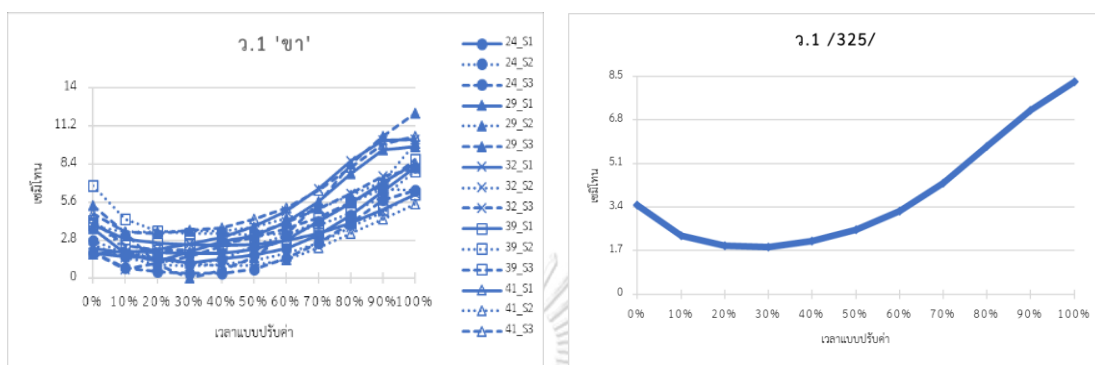 ว.1 'ขา'
14
11.2
8.4
5.6
2.8
0
เซมิโทน
0% 10% 20% 30% 40% 50% 60% 70% 80% 90% 100%
เวลาแบบปรับค่า
24_S1
24_S2
24_S3
29_S1
29_S2
29_S3
32_S1
32_S2
32_S3
39_S1
39_S2
39_S3
41_S1
41_S2
41_S3
ว.1 /325/
8.5
6.8
5.1
3.4
1.7
0
เซมิโทน
0% 10% 20% 30% 40% 50% 60% 70% 80% 90% 100%
เวลาแบบปรับค่า